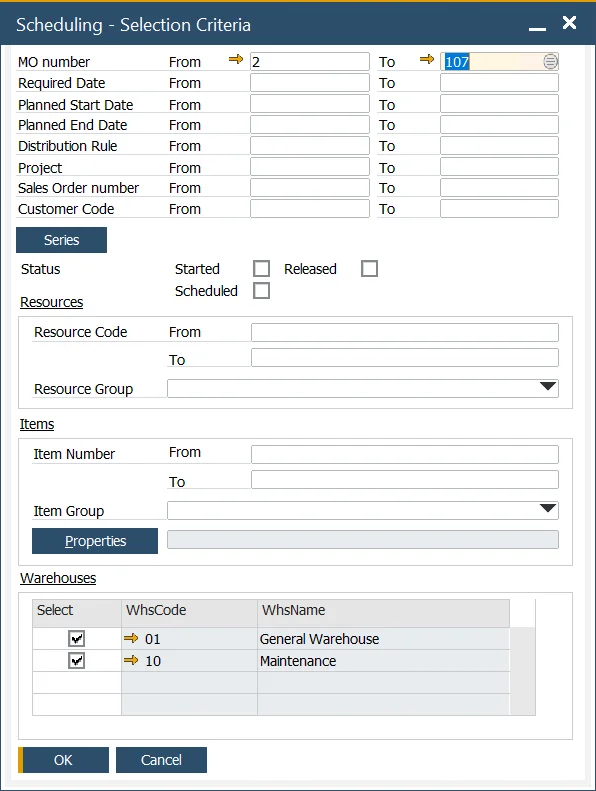 Scheduling - Selection Criteria
MO number From 2 To 107
Required Date From To
Planned Start Date From To
Planned End Date From To
Distribution Rule From To
Project From To
Sales Order number From To
Customer Code From To
Series
Status Started Released
Scheduled
Resources
Resource Code From
To
Resource Group
Items
Item Number From
To
Item Group
Properties
Warehouses
Select WhsCode WhsName
01 General Warehouse
10 Maintenance
OK Cancel